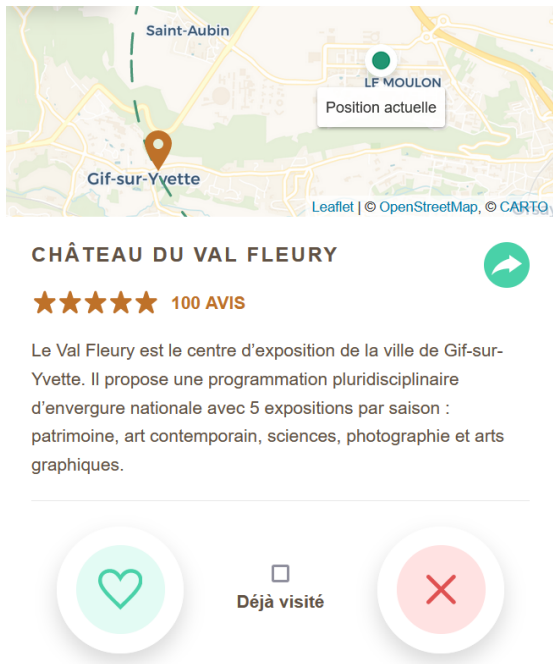 Saint-Aubin
LE MOULON
Position actuelle
Gif-sur-Yvette
Leaflet | © OpenStreetMap, © CARTO
CHÂTEAU DU VAL FLEURY
100 AVIS
Le Val Fleury est le centre d’exposition de la ville de Gif-sur-
Yvette. Il propose une programmation pluridisciplinaire
d’envergure nationale avec 5 expositions par saison :
patrimoine, art contemporain, sciences, photographie et arts
graphiques.
Déjà visité